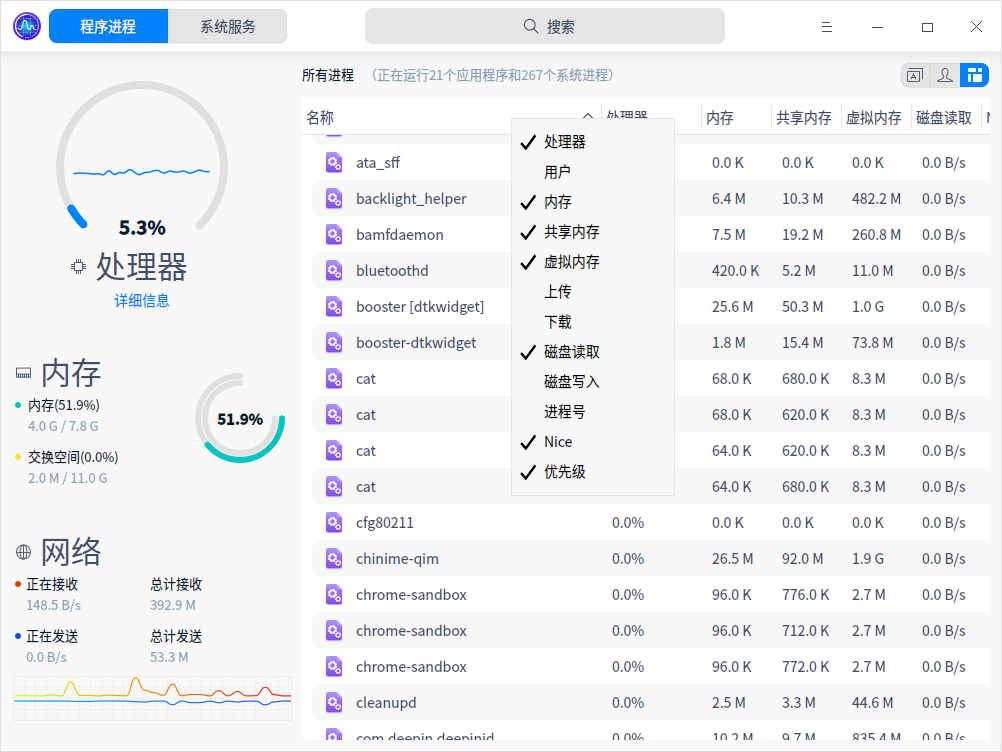 程序进程 系统服务 搜索
所有进程 （正在运行21个应用程序和267个系统进程）
名称 处理器 内存 共享内存 虚拟内存 磁盘读取
5.3%
处理器
详细信息
内存
内存(51.9%)
4.0 G / 7.8 G
交换空间(0.0%)
2.0 M / 11.0 G
51.9%
网络
正在接收 总计接收
148.5 B/s 392.9 M
正在发送 总计发送
0.0 B/s 53.3 M
ata_sff 0.0 K 0.0 K 0.0 K 0.0 B/s
backlight_helper 6.4 M 10.3 M 482.2 M 0.0 B/s
bamfdaemon 7.5 M 19.2 M 260.8 M 0.0 B/s
bluetoothd 420.0 K 5.2 M 11.0 M 0.0 B/s
booster [dtkwidget] 25.6 M 50.3 M 1.0 G 0.0 B/s
booster-dtkwidget 1.8 M 15.4 M 73.8 M 0.0 B/s
cat 68.0 K 680.0 K 8.3 M 0.0 B/s
cat 68.0 K 620.0 K 8.3 M 0.0 B/s
cat 64.0 K 620.0 K 8.3 M 0.0 B/s
cat 64.0 K 680.0 K 8.3 M 0.0 B/s
cfg80211 0.0% 0.0 K 0.0 K 0.0 K 0.0 B/s
chinime-qim 0.0% 26.5 M 92.0 M 1.9 G 0.0 B/s
chrome-sandbox 0.0% 96.0 K 776.0 K 2.7 M 0.0 B/s
chrome-sandbox 0.0% 96.0 K 712.0 K 2.7 M 0.0 B/s
chrome-sandbox 0.0% 96.0 K 772.0 K 2.7 M 0.0 B/s
cleanupd 0.0% 2.5 M 3.3 M 44.6 M 0.0 B/s
com.deepin.deepinid 0.0% 10.2 M 9.7 M 835.4 M 0.0 B/s
处理器
用户
内存
共享内存
虚拟内存
上传
下载
磁盘读取
磁盘写入
进程号
Nice
优先级